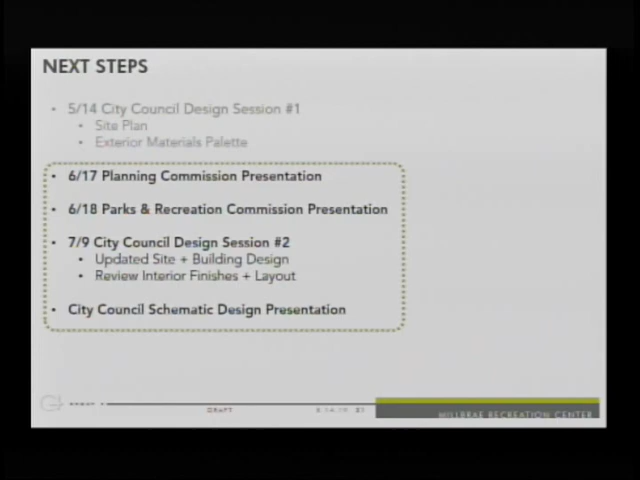 NEXT STEPS
• 5/14 City Council Design Session #1
• Site Plan
• Exterior Materials Palette
• 6/17 Planning Commission Presentation
• 6/18 Parks & Recreation Commission Presentation
• 7/9 City Council Design Session #2
• Updated Site + Building Design
• Review Interior Finishes + Layout
• City Council Schematic Design Presentation
DRAFT
MILLBRAE RECREATION CENTER